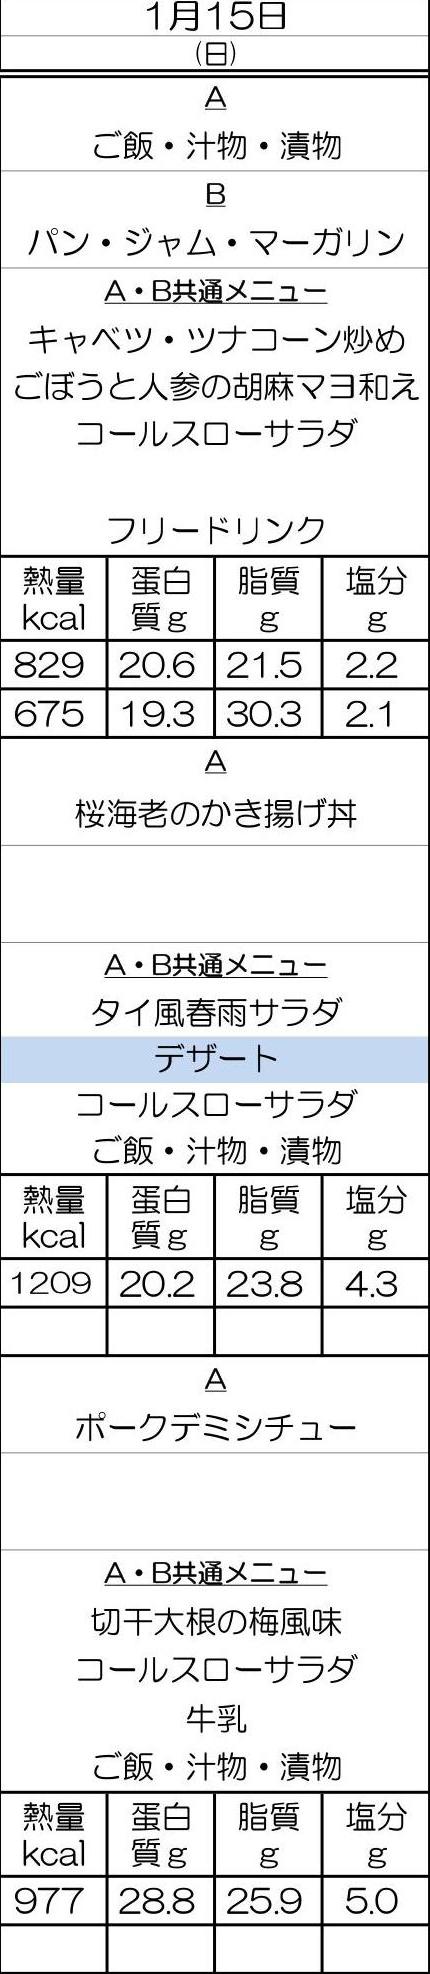 1月15日
(日)
A
ご飯・汁物・漬物
B
パン・ジャム・マーガリン
A・B共通メニュー
キャベツ・ツナコーン炒め
ごぼうと人参の胡麻マヨ和え
コールスローサラダ
フリードリンク
熱量 kcal 蛋白質g 脂質 g 塩分 g
829 20.6 21.5 2.2
675 19.3 30.3 2.1
A
桜海老のかき揚げ丼
A・B共通メニュー
タイ風春雨サラダ
デザート
コールスローサラダ
ご飯・汁物・漬物
熱量 kcal 蛋白質g 脂質 g 塩分 g
1209 20.2 23.8 4.3
A
ポークデミシチュー
A・B共通メニュー
切干大根の梅風味
コールスローサラダ
牛乳
ご飯・汁物・漬物
熱量 kcal 蛋白質g 脂質 g 塩分 g
977 28.8 25.9 5.0